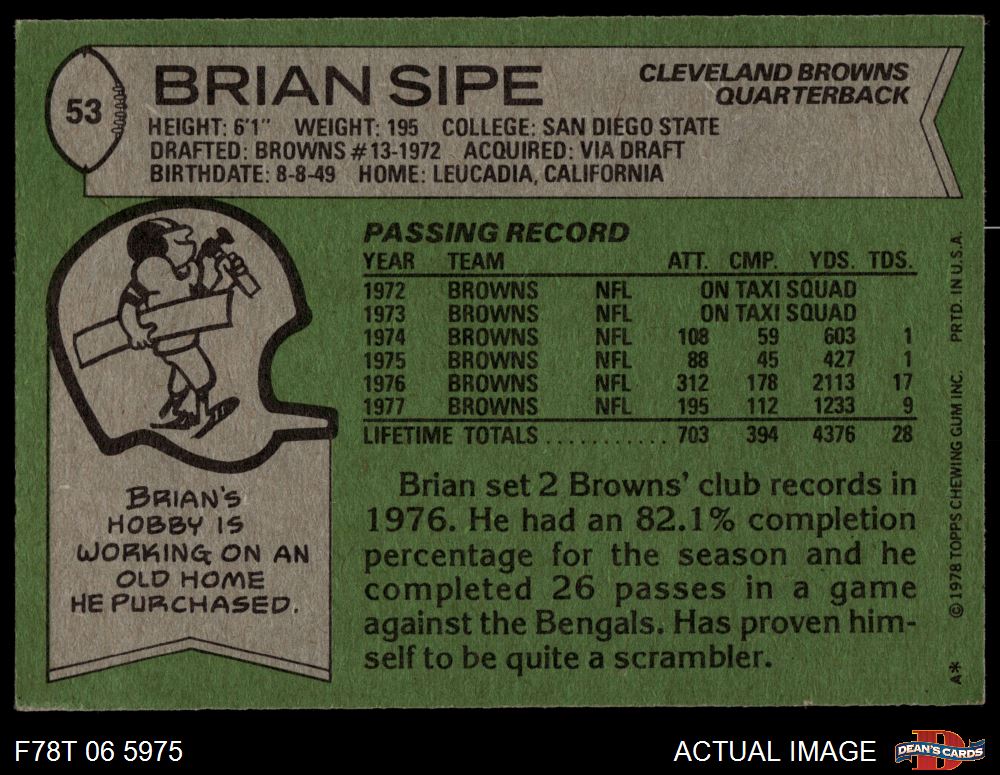 53
BRIAN SIPE
CLEVELAND BROWNS
QUARTERBACK
HEIGHT: 6'1" WEIGHT: 195 COLLEGE: SAN DIEGO STATE
DRAFTED: BROWNS #13-1972 ACQUIRED: VIA DRAFT
BIRTHDATE: 8-8-49 HOME: LEUCADIA, CALIFORNIA
PASSING RECORD
YEAR TEAM ATT. CMP. YDS. TDS.
1972 BROWNS NFL ON TAXI SQUAD
1973 BROWNS NFL ON TAXI SQUAD
1974 BROWNS NFL 108 59 603 1
1975 BROWNS NFL 88 45 427 1
1976 BROWNS NFL 312 178 2113 17
1977 BROWNS NFL 195 112 1233 9
LIFETIME TOTALS ........... 703 394 4376 28
BRIAN'S
HOBBY IS
WORKING ON AN
OLD HOME
HE PURCHASED.
Brian set 2 Browns' club records in
1976. He had an 82.1% completion
percentage for the season and he
completed 26 passes in a game
against the Bengals. Has proven him-
self to be quite a scrambler.
A* © 1978 TOPPS CHEWING GUM INC. PRTD. IN U.S.A.
F78T 06 5975
ACTUAL IMAGE
DEAN'S CARDS